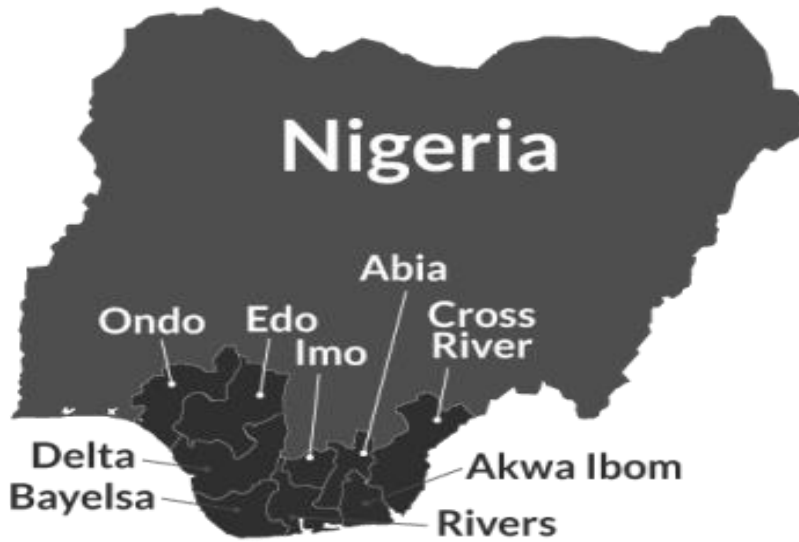 Nigeria
Abia
Ondo
Edo
Cross
River
Imo
Delta
Akwa Ibom
Bayelsa
Rivers